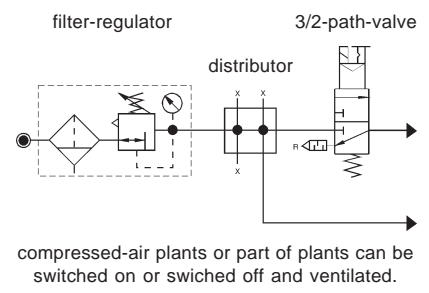 filter-regulator
3/2-path-valve
distributor
x x
R
x
compressed-air plants or part of plants can be
switched on or swiched off and ventilated.